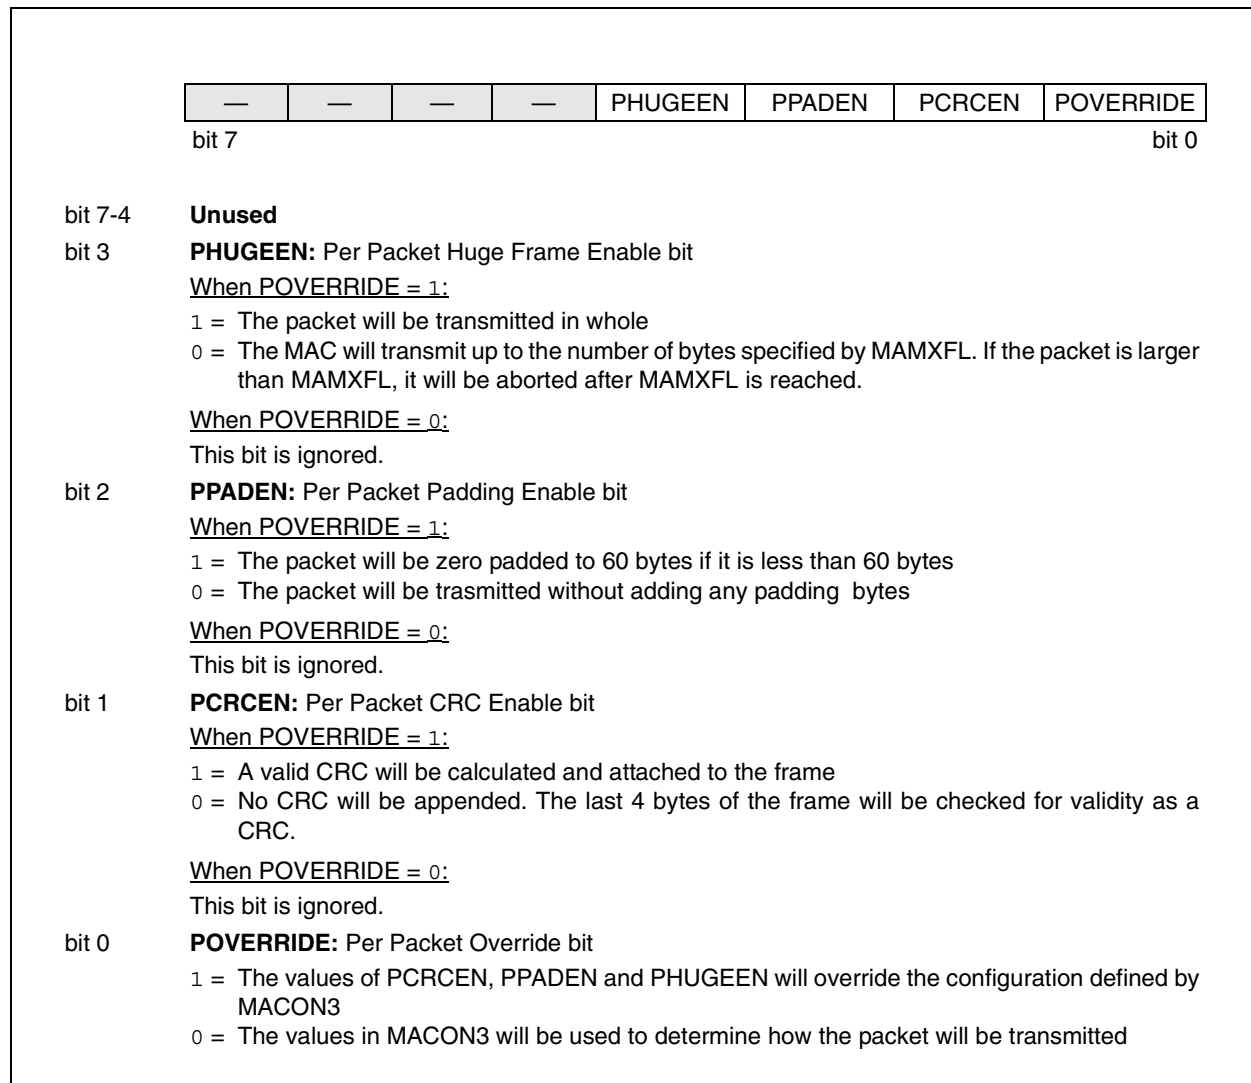 — — — — PHUGEEN PPADEN PCRCEN POVERRIDE
bit 7 bit 0
bit 7-4 Unused
bit 3 PHUGEEN: Per Packet Huge Frame Enable bit
When POVERRIDE = 1:
1 = The packet will be transmitted in whole
0 = The MAC will transmit up to the number of bytes specified by MAMXFL. If the packet is larger
than MAMXFL, it will be aborted after MAMXFL is reached.
When POVERRIDE = 0:
This bit is ignored.
bit 2 PPADEN: Per Packet Padding Enable bit
When POVERRIDE = 1:
1 = The packet will be zero padded to 60 bytes if it is less than 60 bytes
0 = The packet will be trasmitted without adding any padding bytes
When POVERRIDE = 0:
This bit is ignored.
bit 1 PCRCEN: Per Packet CRC Enable bit
When POVERRIDE = 1:
1 = A valid CRC will be calculated and attached to the frame
0 = No CRC will be appended. The last 4 bytes of the frame will be checked for validity as a
CRC.
When POVERRIDE = 0:
This bit is ignored.
bit 0 POVERRIDE: Per Packet Override bit
1 = The values of PCRCEN, PPADEN and PHUGEEN will override the configuration defined by
MACON3
0 = The values in MACON3 will be used to determine how the packet will be transmitted